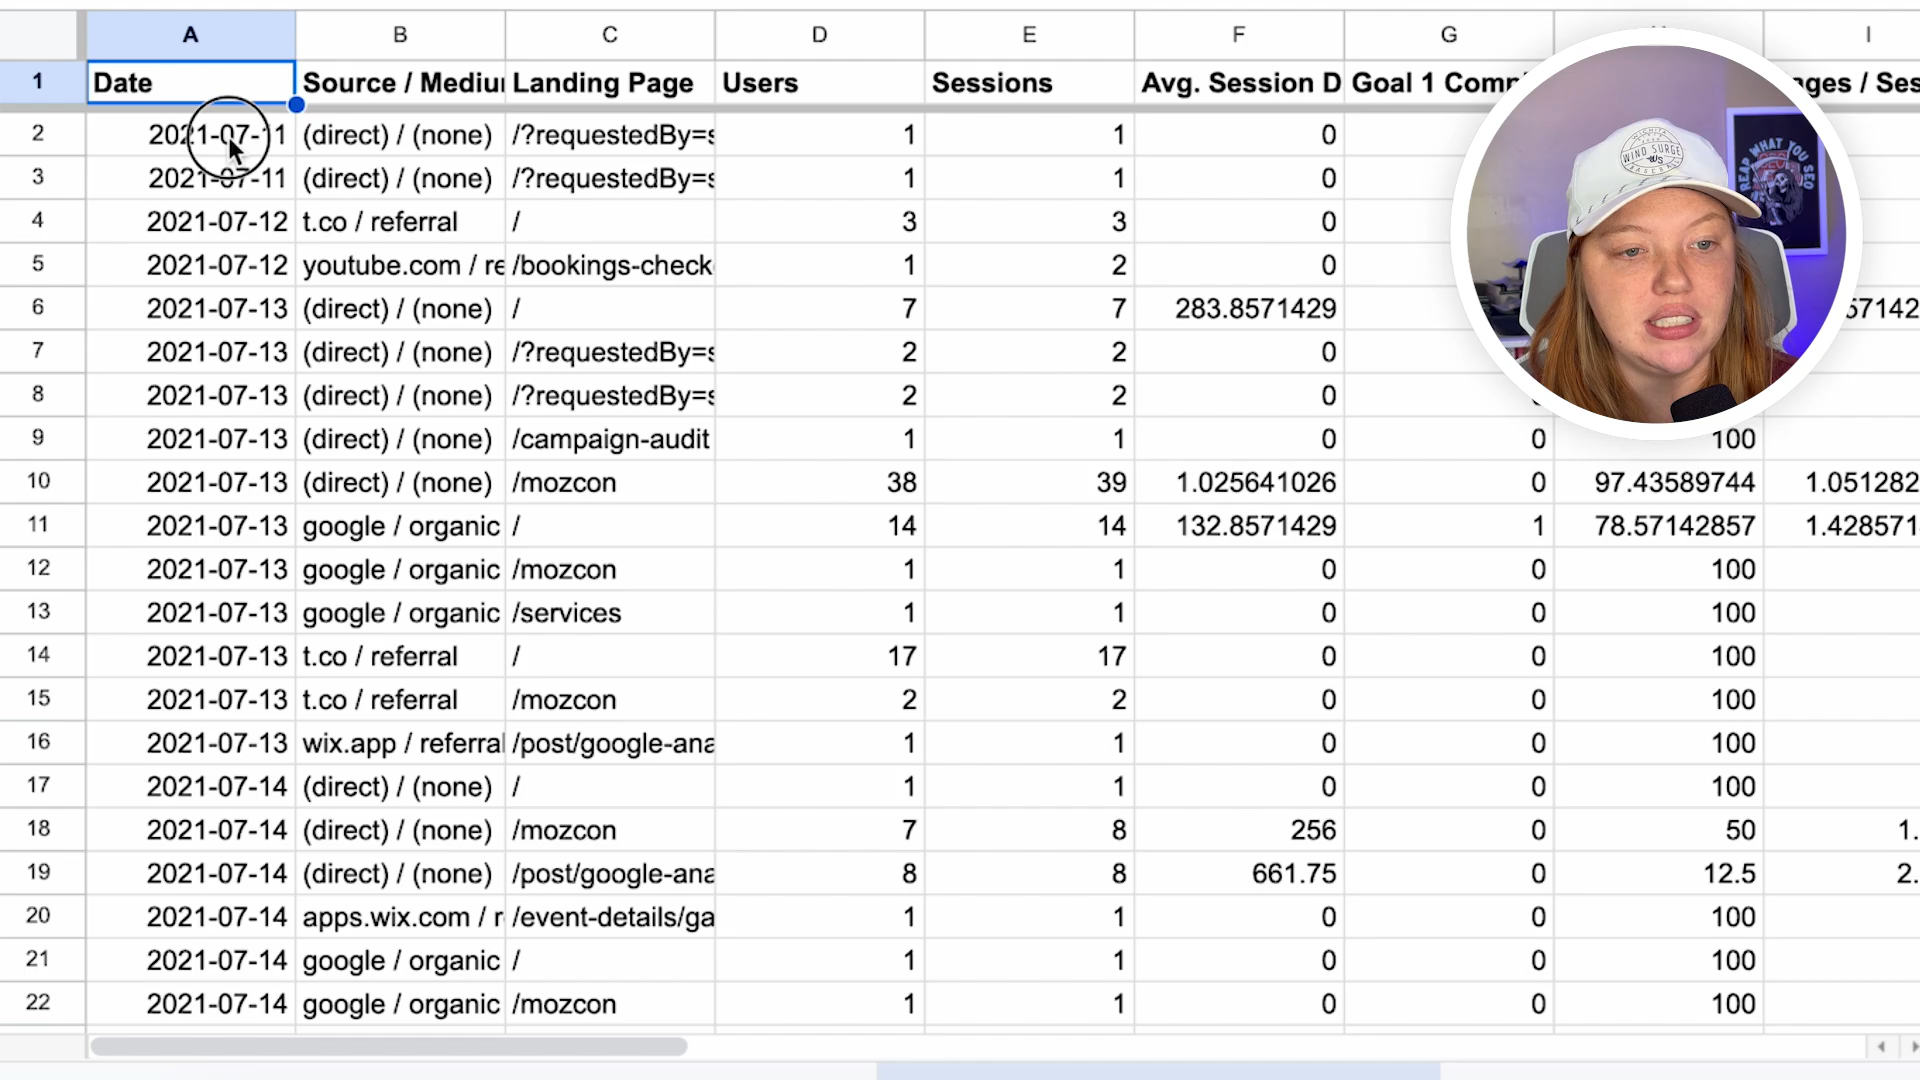 A B C D E F G I
1 Date Source / Mediu Landing Page Users Sessions Avg. Session D Goal 1 Comp ges / Ses
2 2021-07-11 (direct) / (none) /?requestedBy=s 1 1 0
3 2021-07-11 (direct) / (none) /?requestedBy=s 1 1 0
4 2021-07-12 t.co / referral / 3 3 0
5 2021-07-12 youtube.com / re /bookings-check 1 2 0
6 2021-07-13 (direct) / (none) / 7 7 283.8571429 57142
7 2021-07-13 (direct) / (none) /?requestedBy=s 2 2 0
8 2021-07-13 (direct) / (none) /?requestedBy=s 2 2 0
9 2021-07-13 (direct) / (none) /campaign-audit 1 1 0 0 100
10 2021-07-13 (direct) / (none) /mozcon 38 39 1.025641026 0 97.43589744 1.051282
11 2021-07-13 google / organic / 14 14 132.8571429 1 78.57142857 1.428571
12 2021-07-13 google / organic /mozcon 1 1 0 0 100
13 2021-07-13 google / organic /services 1 1 0 0 100
14 2021-07-13 t.co / referral / 17 17 0 0 100
15 2021-07-13 t.co / referral /mozcon 2 2 0 0 100
16 2021-07-13 wix.app / referral /post/google-ana 1 1 0 0 100
17 2021-07-14 (direct) / (none) / 1 1 0 0 100
18 2021-07-14 (direct) / (none) /mozcon 7 8 256 0 50 1.
19 2021-07-14 (direct) / (none) /post/google-ana 8 8 661.75 0 12.5 2.
20 2021-07-14 apps.wix.com / r /event-details/ga 1 1 0 0 100
21 2021-07-14 google / organic / 1 1 0 0 100
22 2021-07-14 google / organic /mozcon 1 1 0 0 100
WICHITA
WIND SURGE
WS
BASEBALL
REAP WHAT YOU SEO